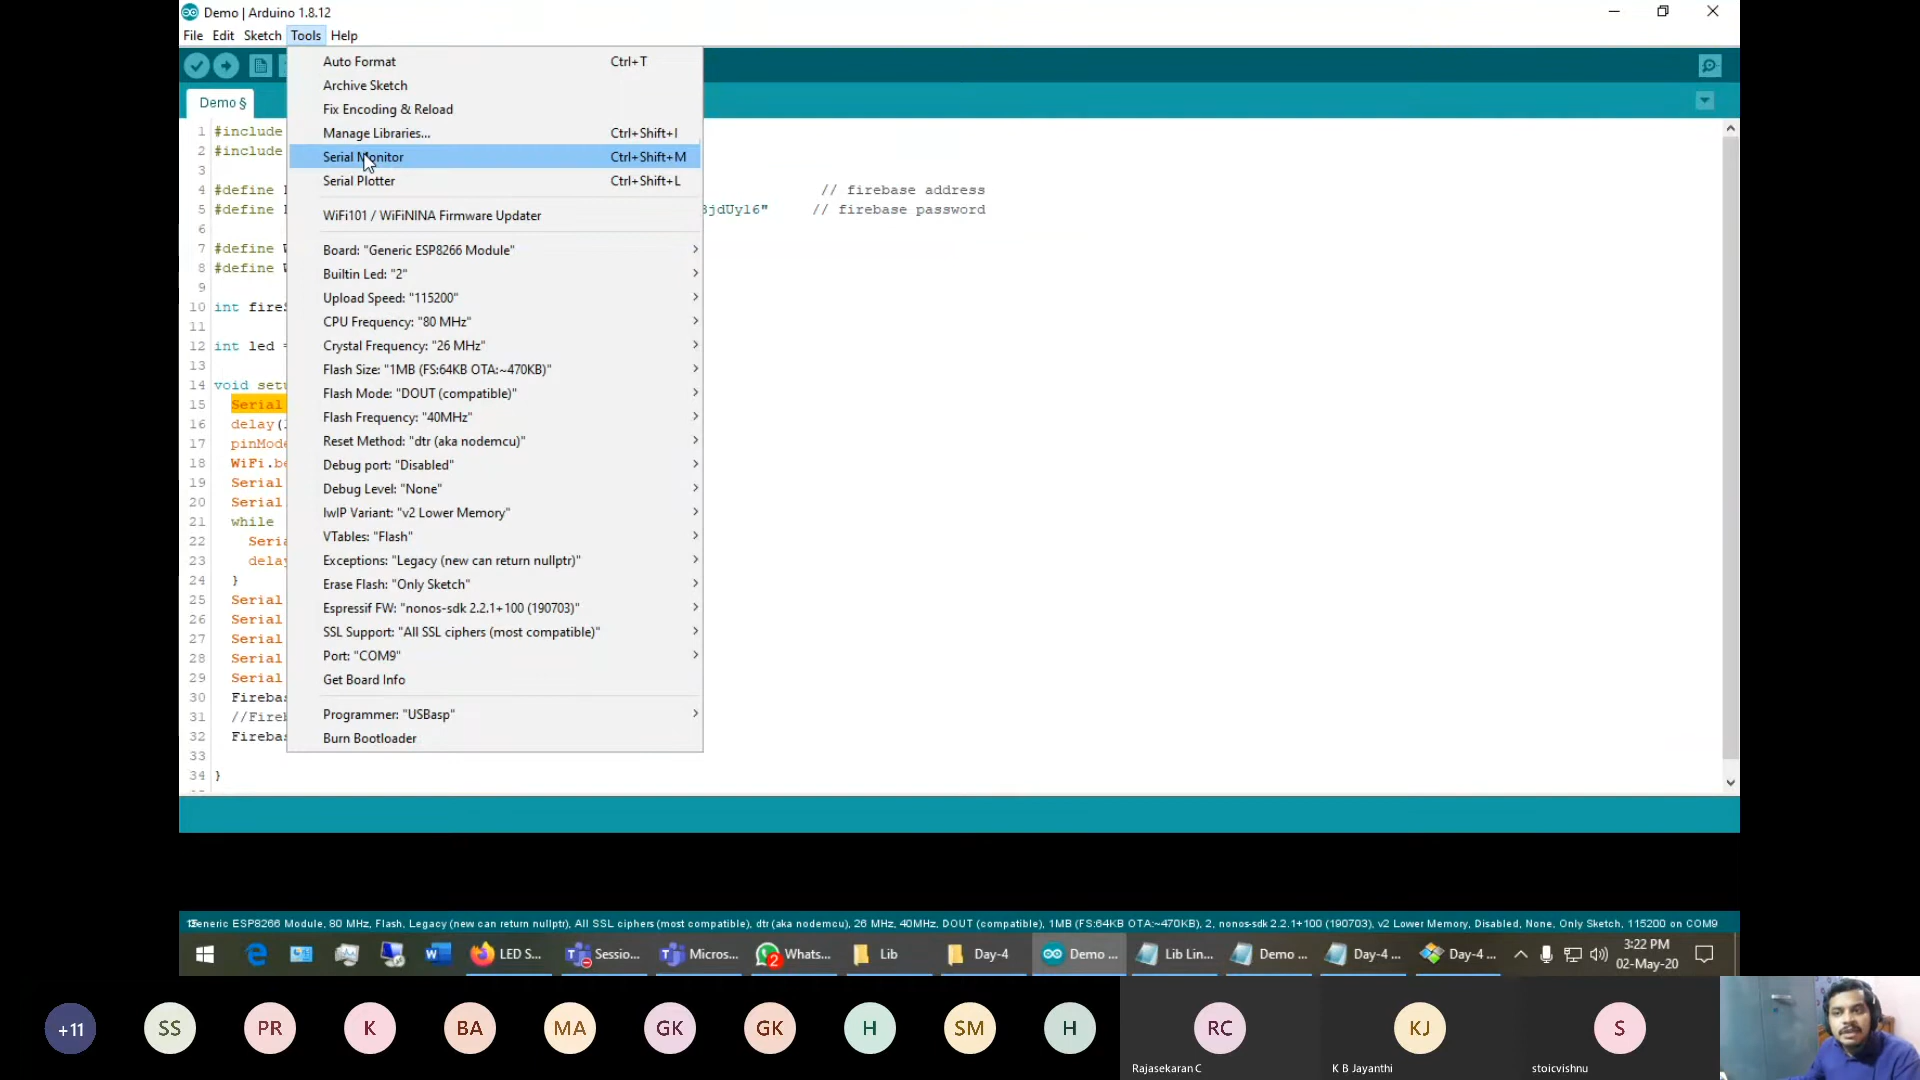 Demo | Arduino 1.8.12
File Edit Sketch Tools Help
Demo §
Auto Format Ctrl+T
Archive Sketch
Fix Encoding & Reload
Manage Libraries... Ctrl+Shift+I
Serial Monitor Ctrl+Shift+M
Serial Plotter Ctrl+Shift+L
WiFi101 / WiFiNINA Firmware Updater
Board: "Generic ESP8266 Module"
Builtin Led: "2"
Upload Speed: "115200"
CPU Frequency: "80 MHz"
Crystal Frequency: "26 MHz"
Flash Size: "1MB (FS:64KB OTA:~470KB)"
Flash Mode: "DOUT (compatible)"
Flash Frequency: "40MHz"
Reset Method: "dtr (aka nodemcu)"
Debug port: "Disabled"
Debug Level: "None"
lwIP Variant: "v2 Lower Memory"
VTables: "Flash"
Exceptions: "Legacy (new can return nullptr)"
Erase Flash: "Only Sketch"
Espressif FW: "nonos-sdk 2.2.1+100 (190703)"
SSL Support: "All SSL ciphers (most compatible)"
Port: "COM9"
Get Board Info
Programmer: "USBasp"
Burn Bootloader
1 #include
2 #include
3
4 #define // firebase address
5 #define 3jdUyl6" // firebase password
6
7 #define W
8 #define W
9
10 int fireS
11
12 int led =
13
14 void setu
15 Serial
16 delay(
17 pinMode
18 WiFi.be
19 Serial
20 Serial
21 while
22 Seria
23 delay
24 }
25 Serial
26 Serial
27 Serial
28 Serial
29 Serial
30 Firebas
31 //Fireb
32 Firebas
33
34 }
Generic ESP8266 Module, 80 MHz, Flash, Legacy (new can return nullptr), All SSL ciphers (most compatible), dtr (aka nodemcu), 26 MHz, 40MHz, DOUT (compatible), 1MB (FS:64KB OTA:~470KB), 2, nonos-sdk 2.2.1+100 (190703), v2 Lower Memory, Disabled, None, Only Sketch, 115200 on COM9
LED S... Sessio... Micros... 2 Whats... Lib Day-4 Demo ... Lib Lin... Demo ... Day-4 ... Day-4 ...
3:22 PM
02-May-20
+11 SS PR K BA MA GK GK H SM H RC KJ S
Rajasekaran C K B Jayanthi stoicvishnu